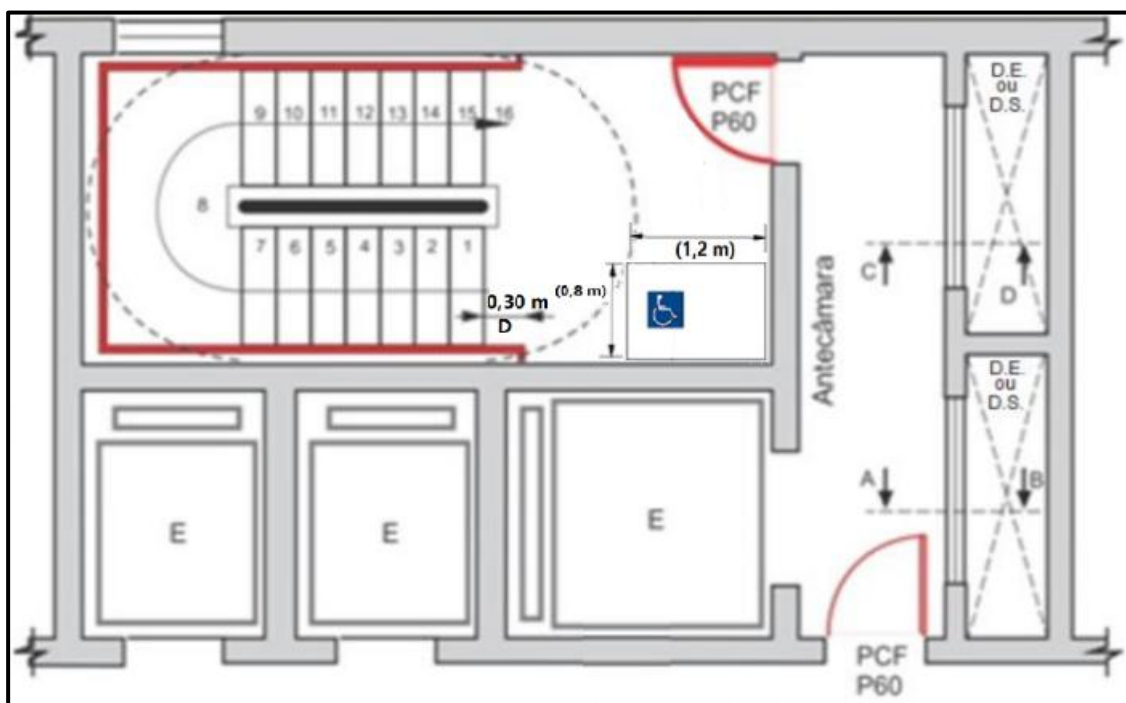 D.E.
ou
D.S.
PCF
P60
9 10 11 12 13 14 15 16
8
7 6 5 4 3 2 1
(1,2 m)
(0,8 m)
0,30 m
D
C D
Antecâmara
D.E.
ou
D.S.
A B
E E E
PCF
P60